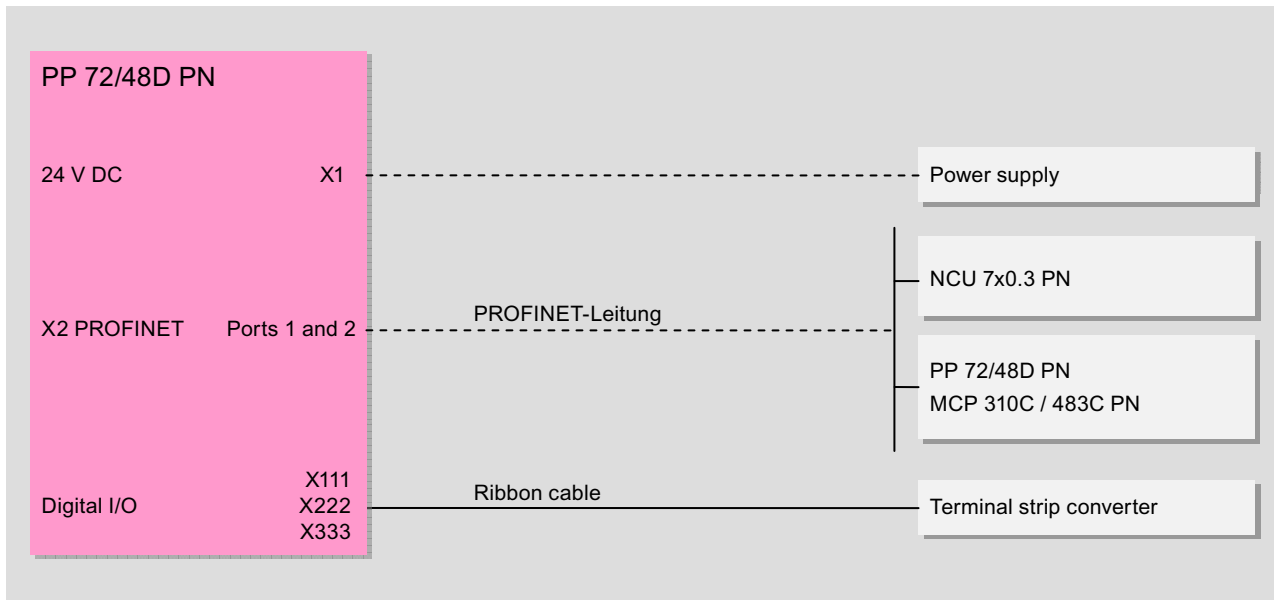 PP 72/48D PN
24 V DC X1
Power supply
NCU 7x0.3 PN
X2 PROFINET Ports 1 and 2
PROFINET-Leitung
PP 72/48D PN
MCP 310C / 483C PN
Digital I/O
X111
X222
X333
Ribbon cable
Terminal strip converter